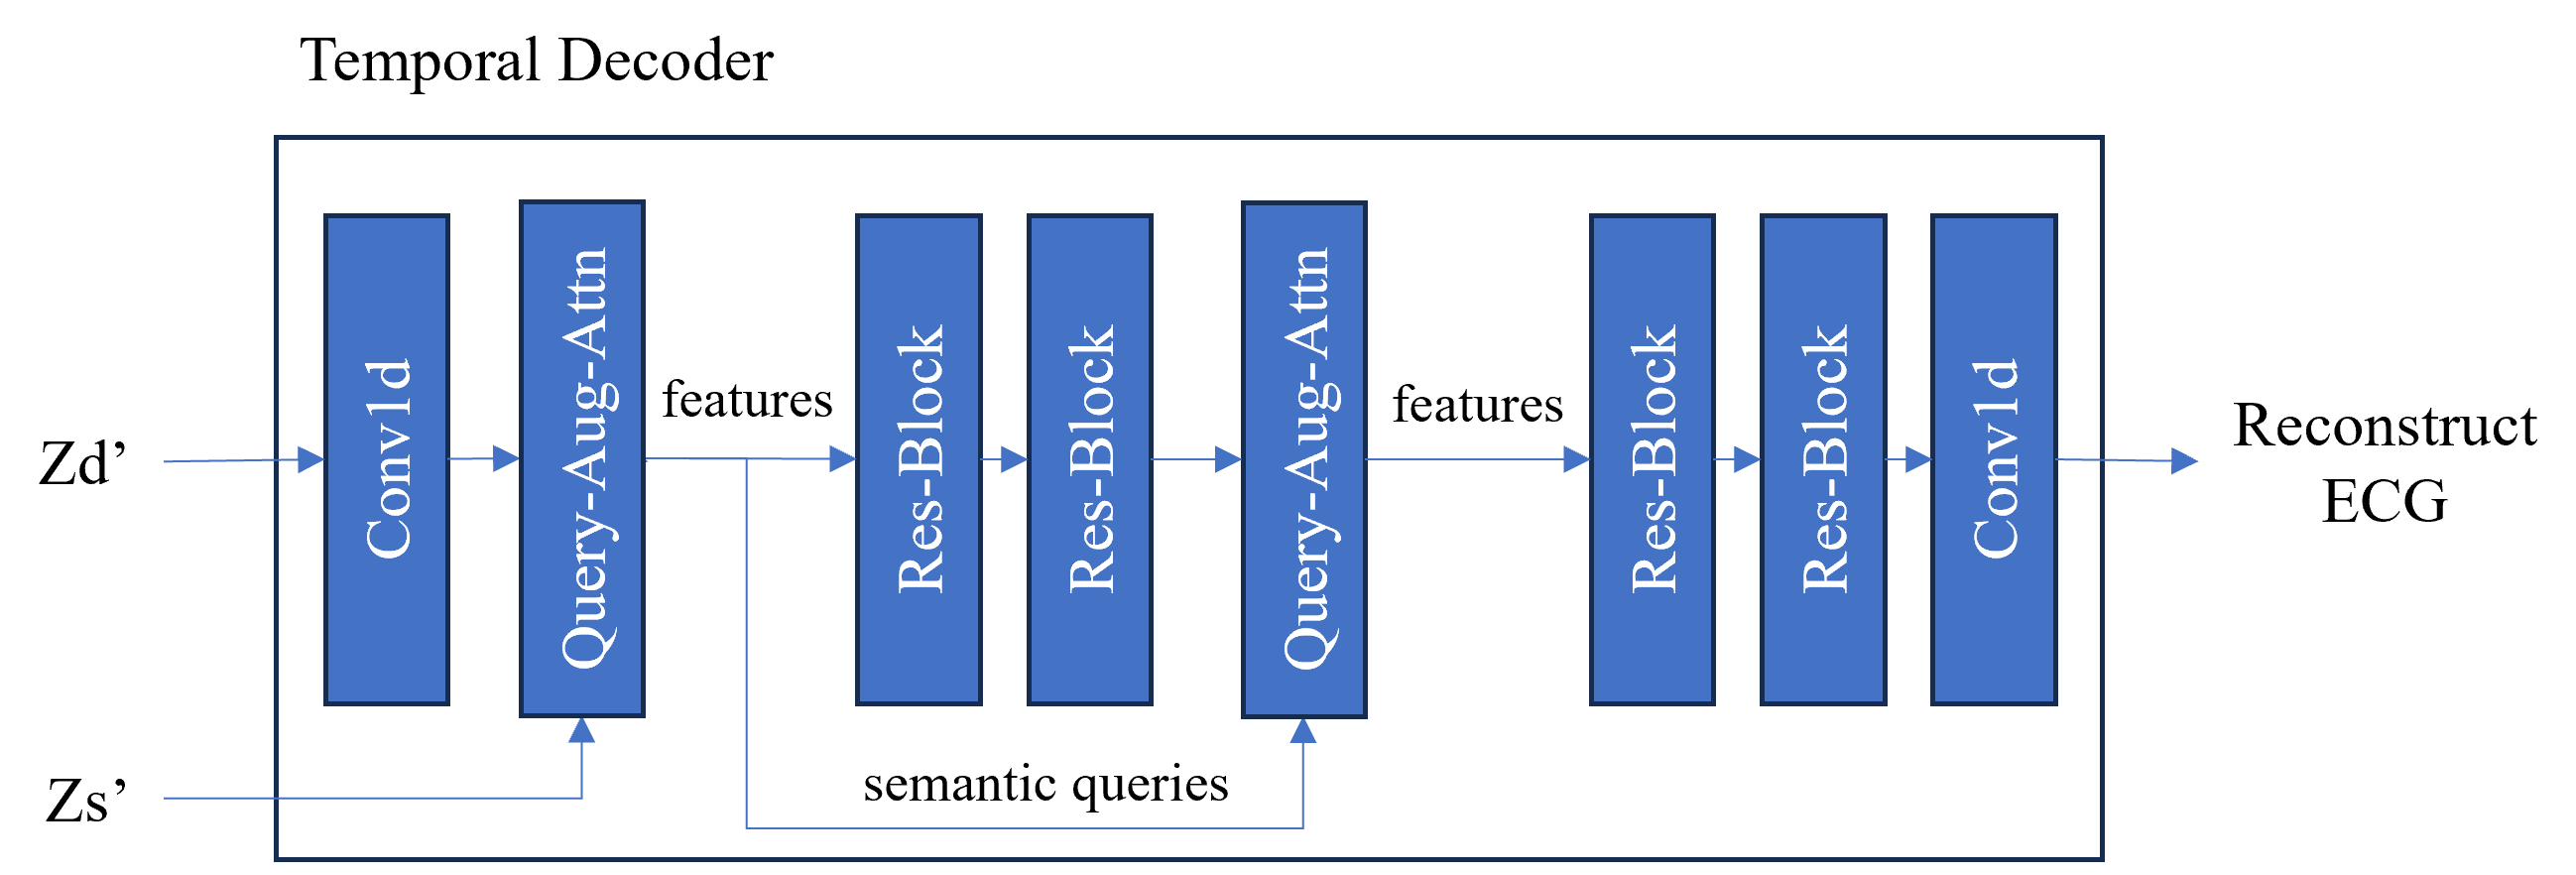 Temporal Decoder
Zd’
Zs’
Conv1d
Query-Aug-Attn
features
Res-Block
Res-Block
semantic queries
Query-Aug-Attn
features
Res-Block
Res-Block
Conv1d
Reconstruct
ECG